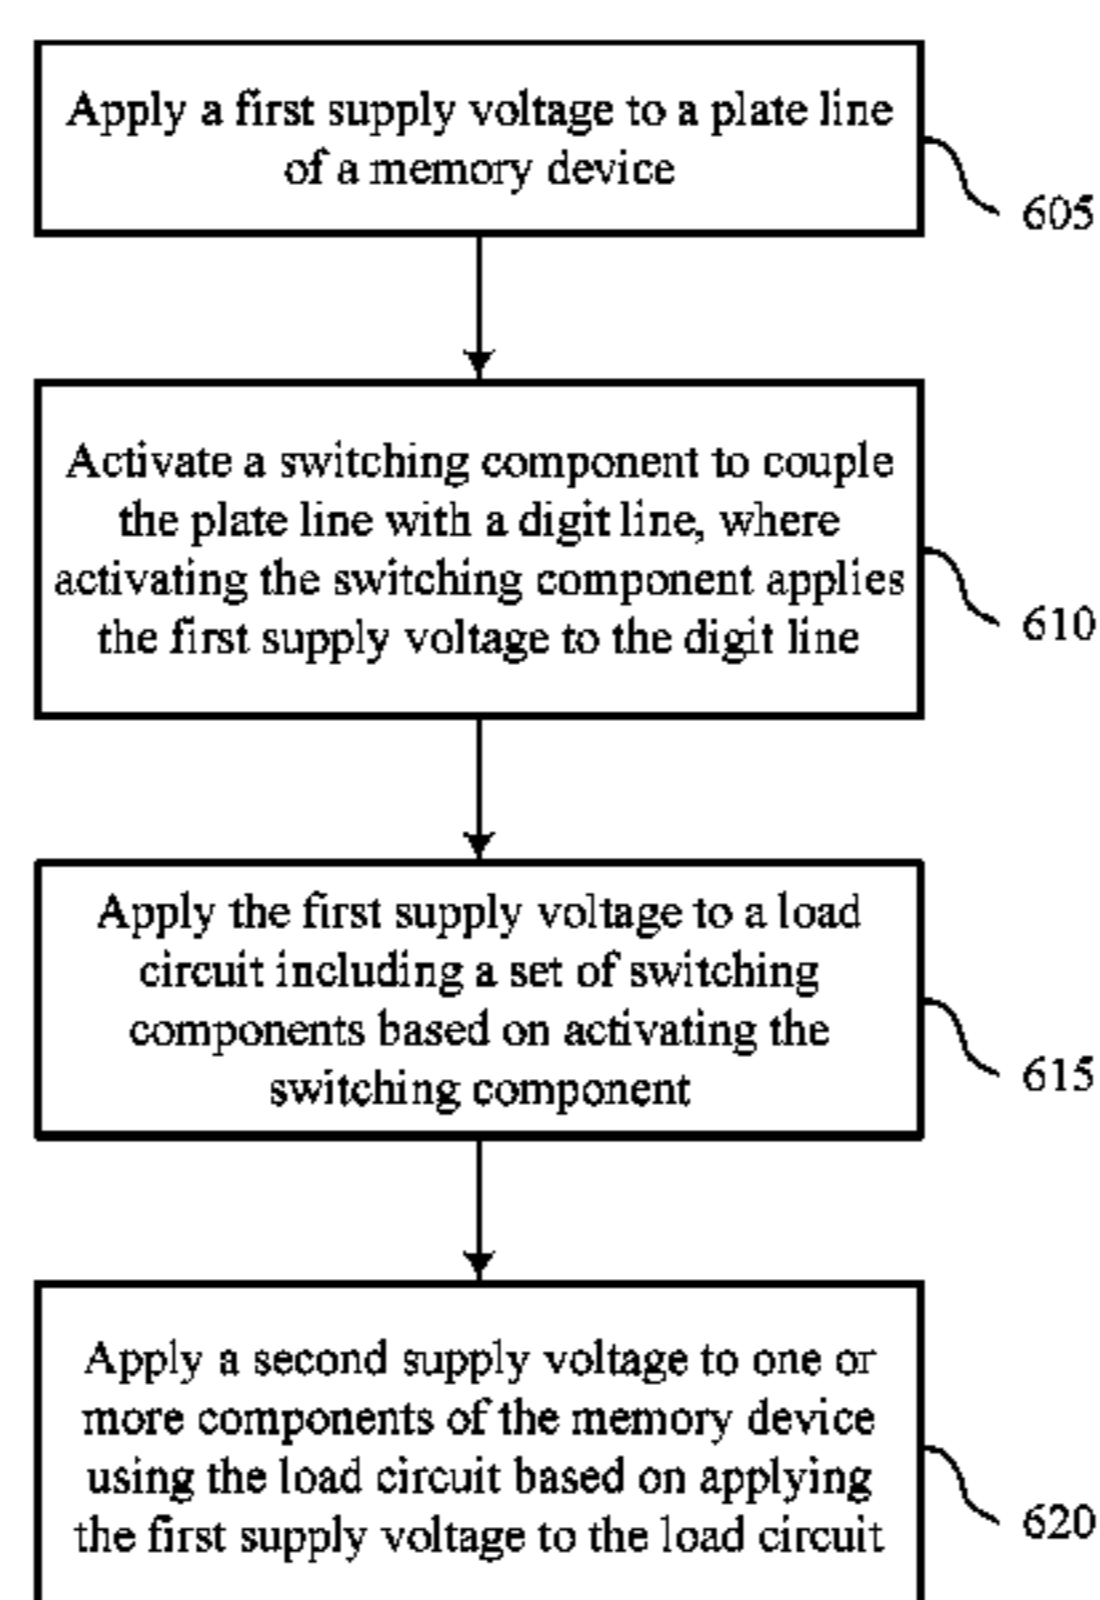 Apply a first supply voltage to a plate line
of a memory device
605
Activate a switching component to couple
the plate line with a digit line, where
activating the switching component applies
the first supply voltage to the digit line
610
Apply the first supply voltage to a load
circuit including a set of switching
components based on activating the
switching component
615
Apply a second supply voltage to one or
more components of the memory device
using the load circuit based on applying
the first supply voltage to the load circuit
620